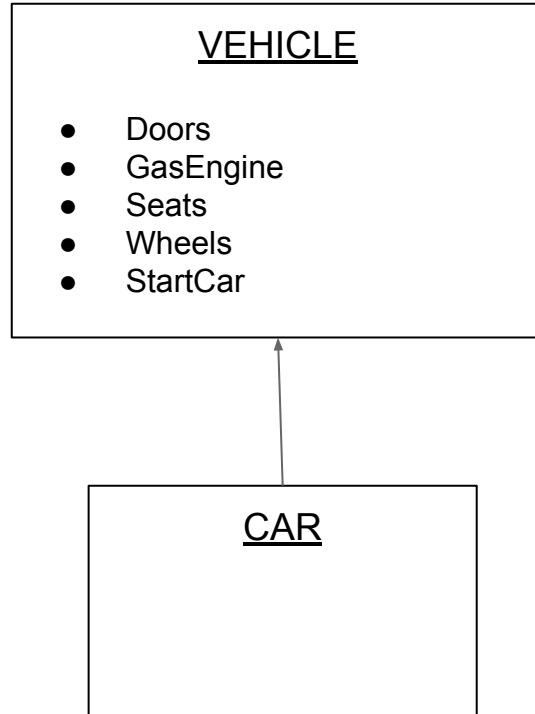 VEHICLE
● Doors
● GasEngine
● Seats
● Wheels
● StartCar
CAR